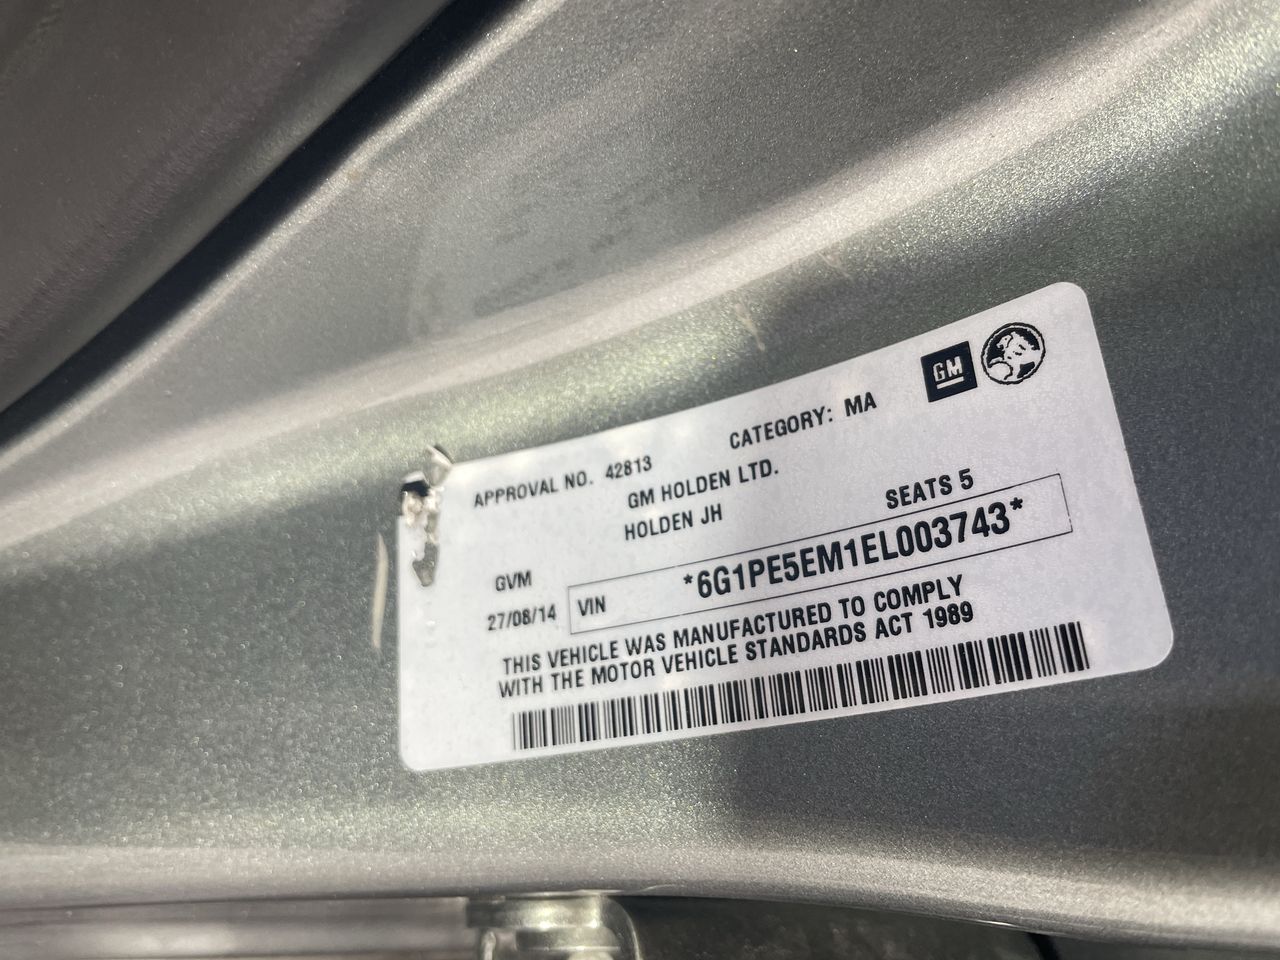 GM
APPROVAL NO. 42813 CATEGORY: MA
GM HOLDEN LTD.
HOLDEN JH SEATS 5
GVM
27/08/14 VIN *6G1PE5EM1EL003743*
THIS VEHICLE WAS MANUFACTURED TO COMPLY
WITH THE MOTOR VEHICLE STANDARDS ACT 1989